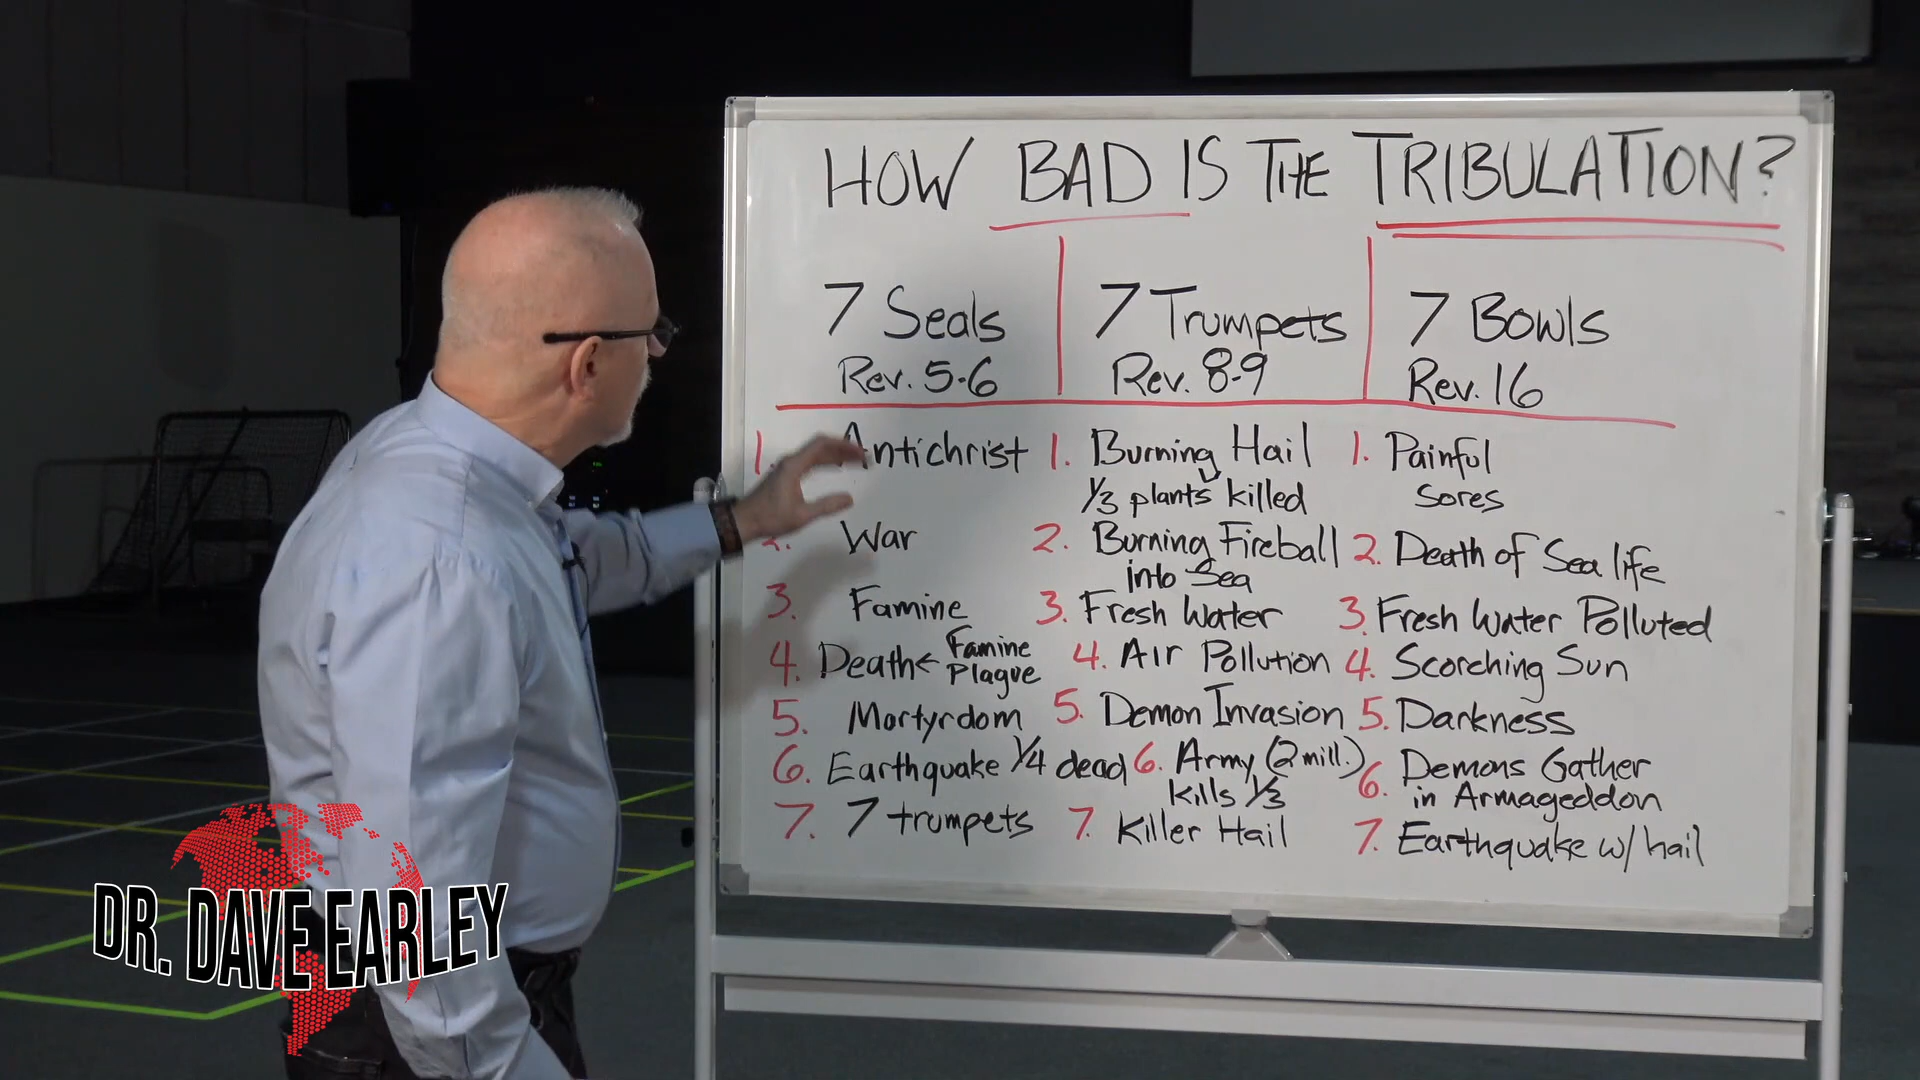 HOW BAD IS THE TRIBULATION?
7 Seals
Rev. 5-6
7 Trumpets
Rev. 8-9
7 Bowls
Rev. 16
1. Antichrist
2. War
3. Famine
4. Death< Famine
Plague
5. Martyrdom
6. Earthquake 1/4 dead
7. 7 trumpets
1. Burning Hail
1/3 plants killed
2. Burning Fireball
into Sea
3. Fresh Water
4. Air Pollution
5. Demon Invasion
6. Army (2 mill.)
kills 1/3
7. Killer Hail
1. Painful
Sores
2. Death of Sea life
3. Fresh Water Polluted
4. Scorching Sun
5. Darkness
6. Demons Gather
in Armageddon
7. Earthquake w/ hail
DR. DAVE EARLEY